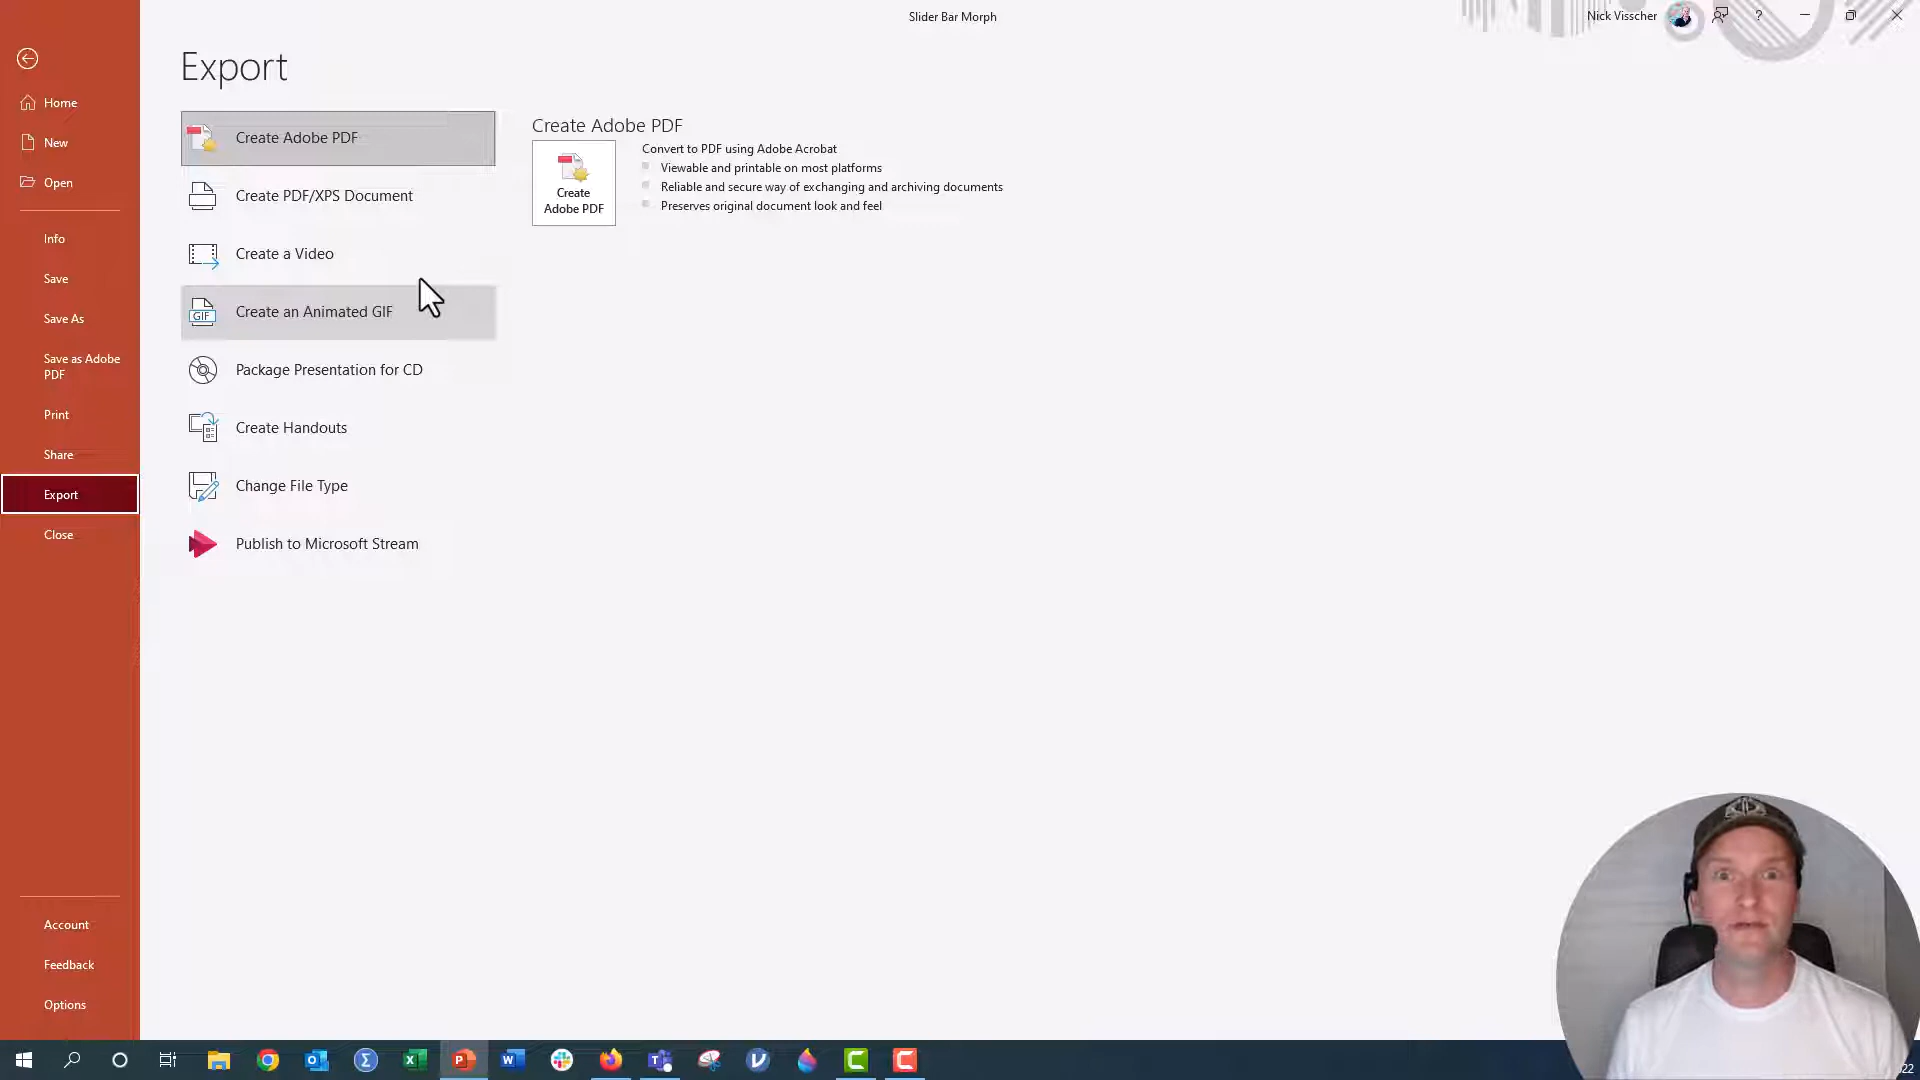 Slider Bar Morph
Nick Visscher
?
Export
Home
New
Open
Info
Save
Save As
Save as Adobe
PDF
Print
Share
Export
Close
Account
Feedback
Options
Create Adobe PDF
Create PDF/XPS Document
Create a Video
GIF
Create an Animated GIF
Package Presentation for CD
Create Handouts
Change File Type
Publish to Microsoft Stream
Create Adobe PDF
Create
Adobe PDF
Convert to PDF using Adobe Acrobat
Viewable and printable on most platforms
Reliable and secure way of exchanging and archiving documents
Preserves original document look and feel
22